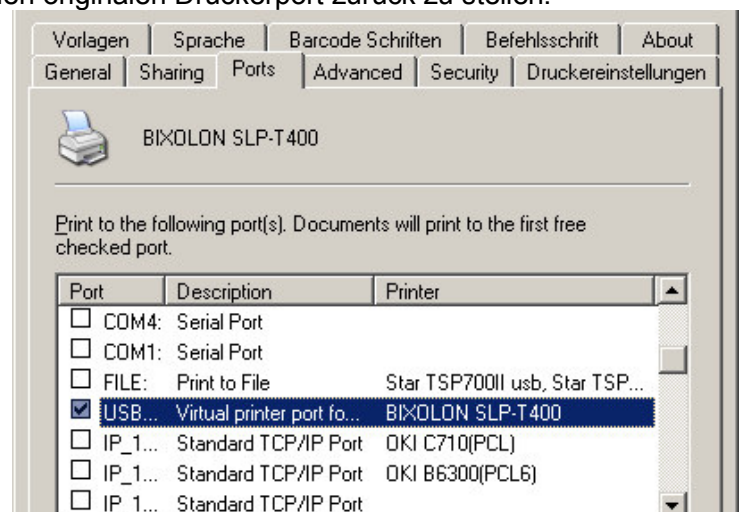 originalen Druckerport zurück zu stellen.
Vorlagen Sprache Barcode Schriften Befehlsschrift About
General Sharing Ports Advanced Security Druckereinstellungen
BIXOLON SLP-T400
Print to the following port(s). Documents will print to the first free
checked port.
Port Description Printer
COM4: Serial Port
COM1: Serial Port
FILE: Print to File Star TSP700II usb, Star TSP...
USB... Virtual printer port fo... BIXOLON SLP-T400
IP_1... Standard TCP/IP Port OKI C710(PCL)
IP_1... Standard TCP/IP Port OKI B6300(PCL6)
IP_1... Standard TCP/IP Port